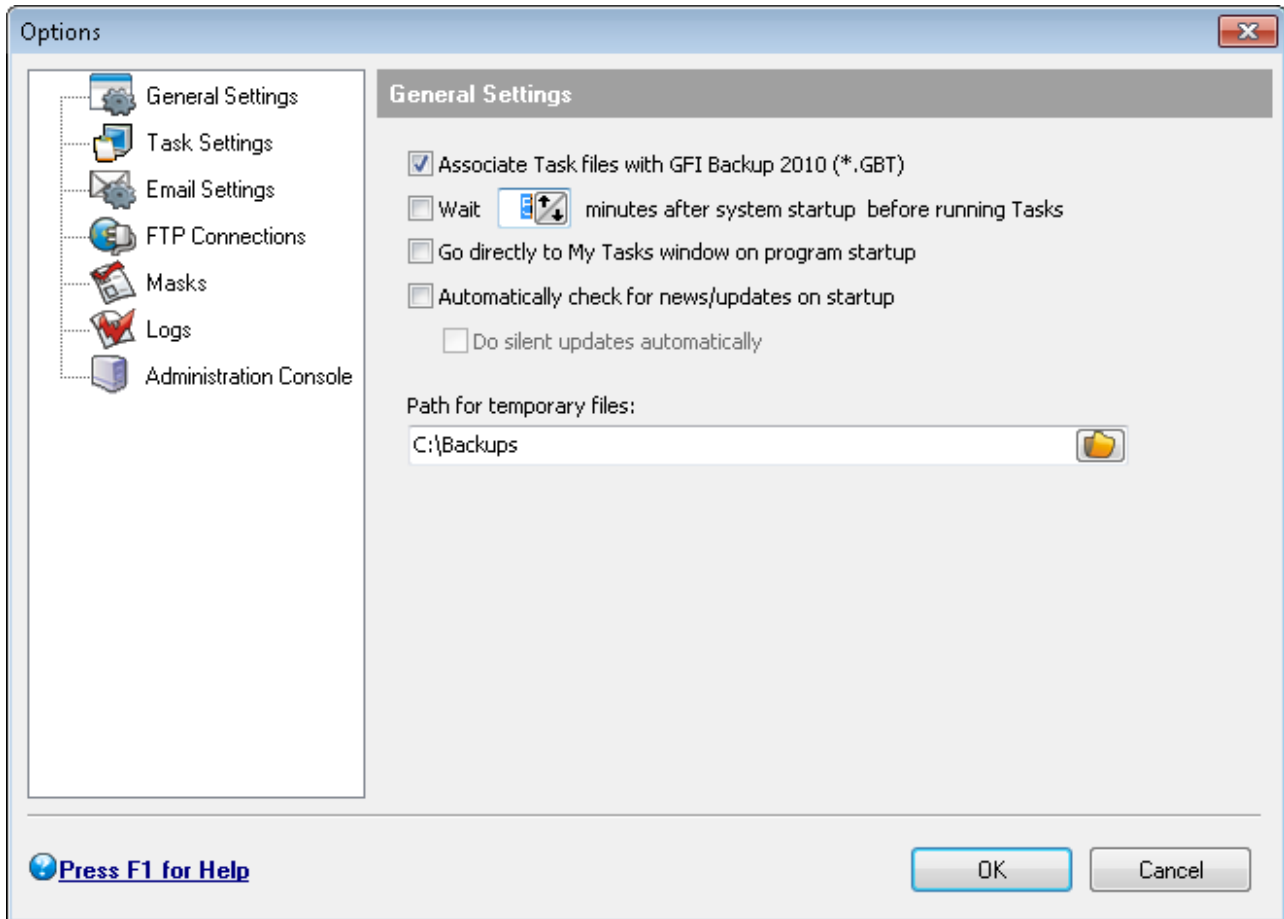 Options
General Settings
Task Settings
Email Settings
FTP Connections
Masks
Logs
Administration Console
General Settings
Associate Task files with GFI Backup 2010 (*.GBT)
Wait minutes after system startup before running Tasks
Go directly to My Tasks window on program startup
Automatically check for news/updates on startup
Do silent updates automatically
Path for temporary files:
C:\Backups
Press F1 for Help
OK
Cancel